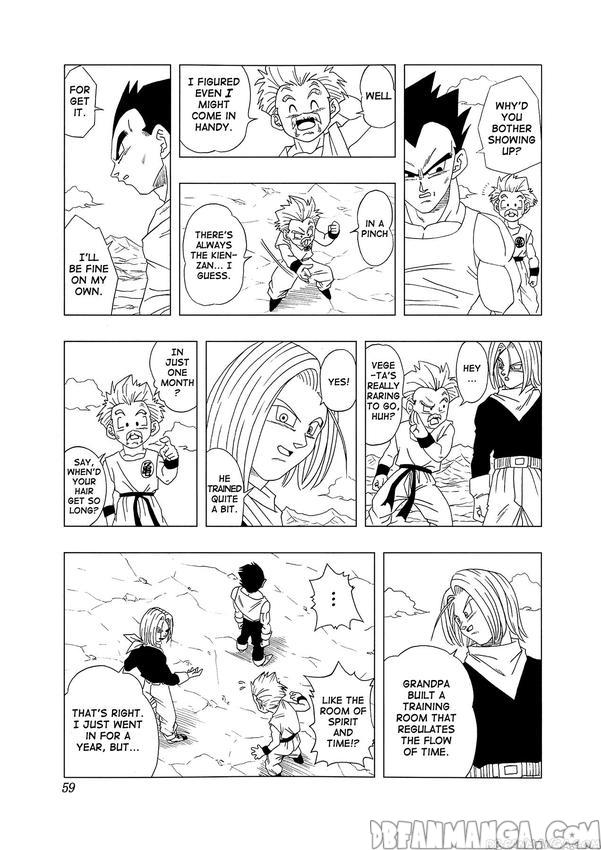 WHY'D
YOU
BOTHER
SHOWING
UP?
WELL
I FIGURED
EVEN I
MIGHT
COME IN
HANDY.
IN A
PINCH
THERE'S
ALWAYS
THE KIEN-
ZAN... I
GUESS.
FOR
GET
IT.
I'LL
BE FINE
ON MY
OWN.
HEY ...
VEGE
-TA'S
REALLY
RARING
TO GO,
HUH?
YES!
HE
TRAINED
QUITE
A BIT.
IN
JUST
ONE
MONTH?
SAY,
WHEN'D
YOUR
HAIR
GET SO
LONG?
GRANDPA
BUILT A
TRAINING
ROOM THAT
REGULATES
THE FLOW
OF TIME.
...
LIKE THE
ROOM OF
SPIRIT
AND
TIME!?
THAT'S RIGHT.
I JUST WENT
IN FOR A
YEAR, BUT...
59
DBFANMANGA.COM